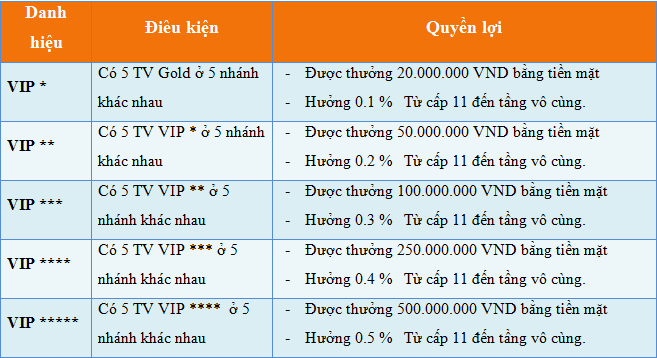 Danh hiệu Điều kiện Quyền lợi
VIP * Có 5 TV Gold ở 5 nhánh khác nhau
- Được thưởng 20.000.000 VND bằng tiền mặt
- Hưởng 0.1 % Từ cấp 11 đến tầng vô cùng.
VIP ** Có 5 TV VIP * ở 5 nhánh khác nhau
- Được thưởng 50.000.000 VND bằng tiền mặt
- Hưởng 0.2 % Từ cấp 11 đến tầng vô cùng.
VIP *** Có 5 TV VIP ** ở 5 nhánh khác nhau
- Được thưởng 100.000.000 VND bằng tiền mặt
- Hưởng 0.3 % Từ cấp 11 đến tầng vô cùng.
VIP **** Có 5 TV VIP *** ở 5 nhánh khác nhau
- Được thưởng 250.000.000 VND bằng tiền mặt
- Hưởng 0.4 % Từ cấp 11 đến tầng vô cùng.
VIP ***** Có 5 TV VIP **** ở 5 nhánh khác nhau
- Được thưởng 500.000.000 VND bằng tiền mặt
- Hưởng 0.5 % Từ cấp 11 đến tầng vô cùng.